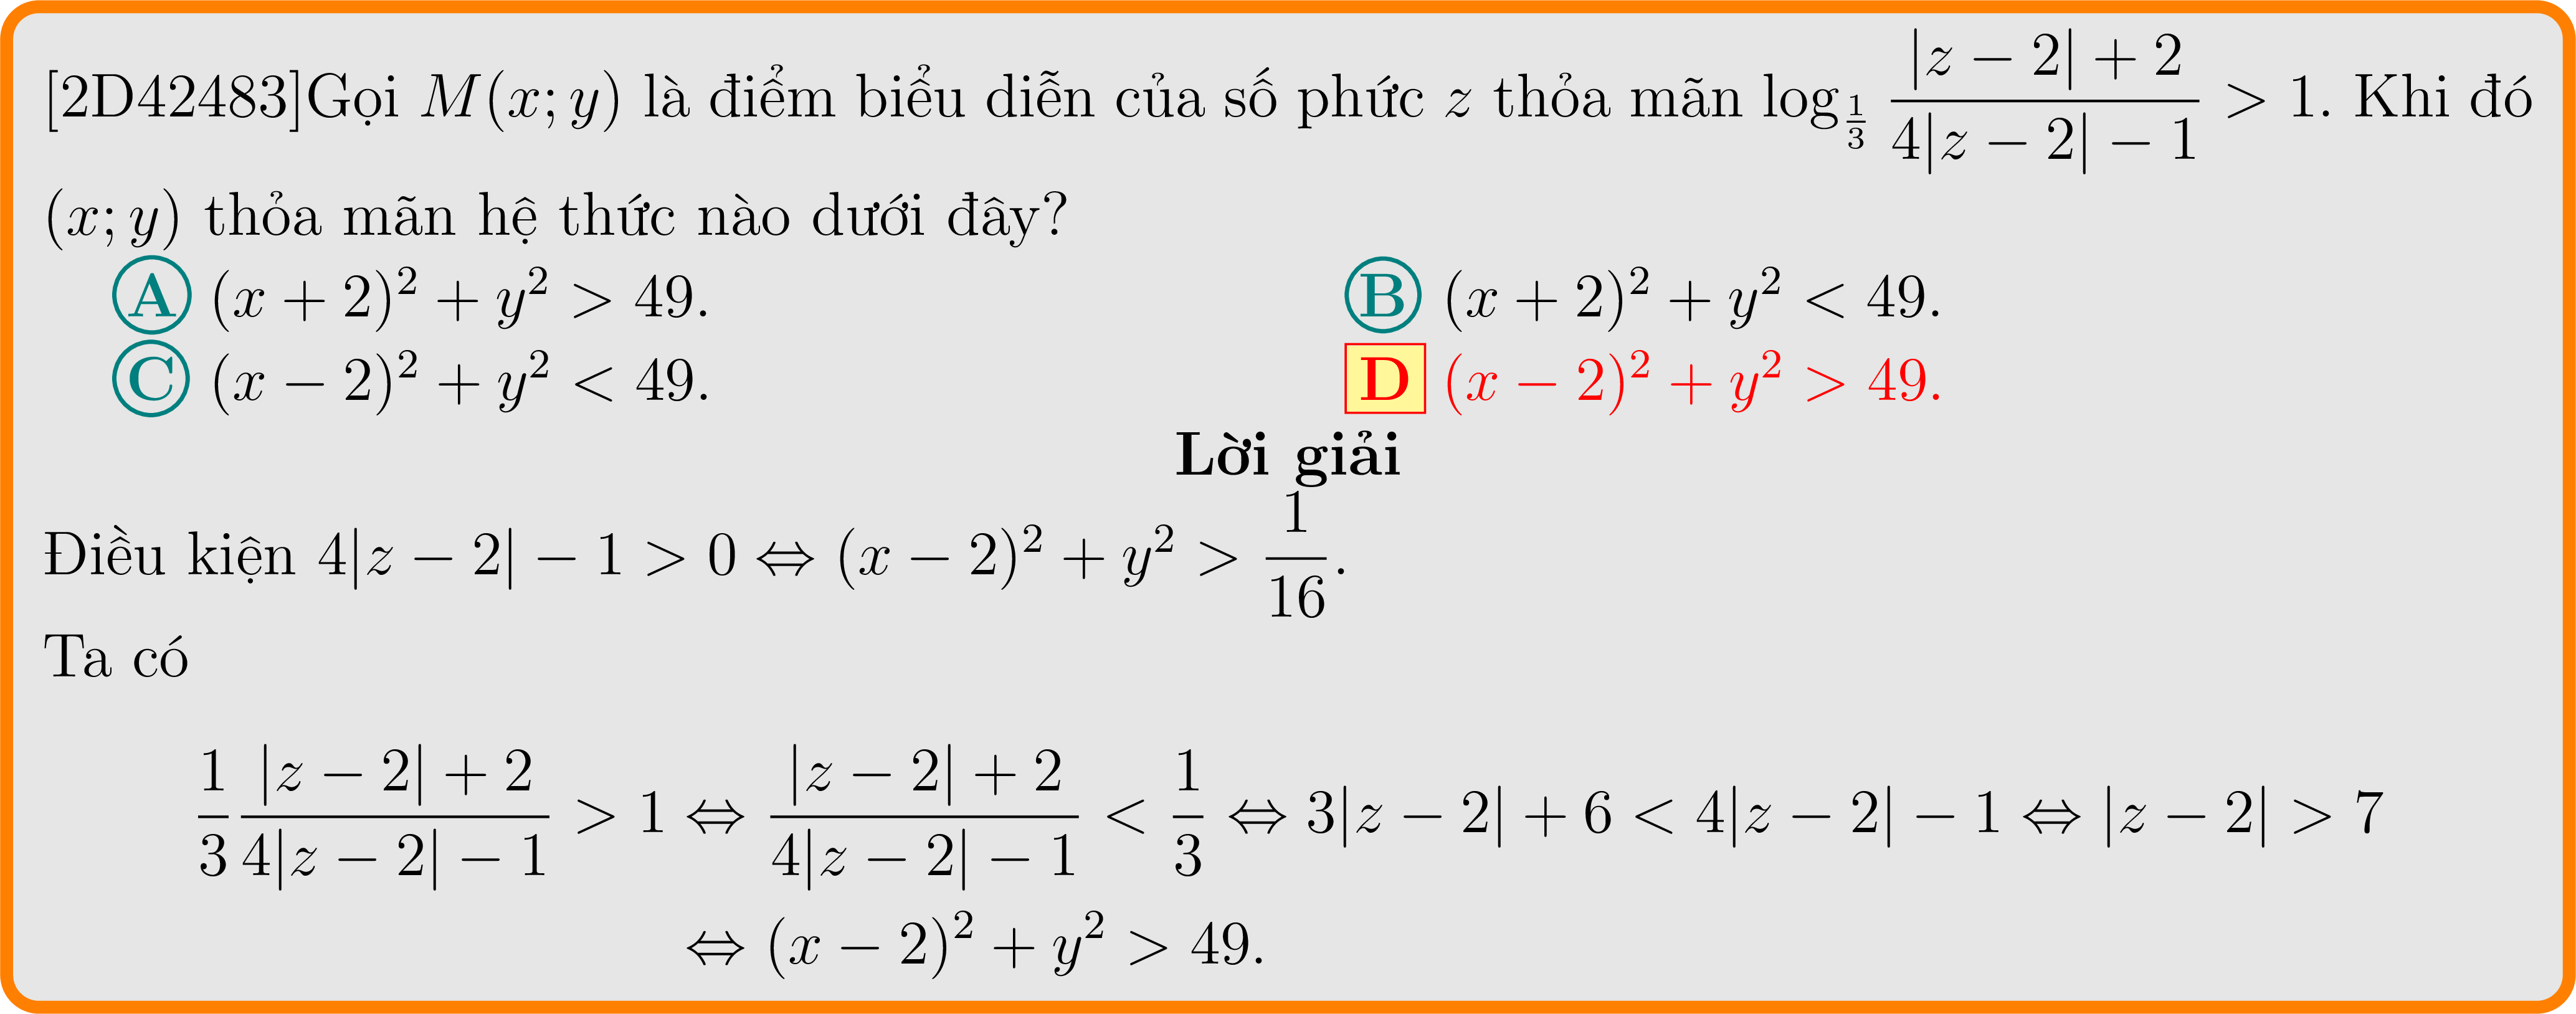 [2D42483]Gọi $M(x; y)$ là điểm biểu diễn của số phức $z$ thỏa mãn $\log_{\frac{1}{3}} \frac{|z-2|+2}{4|z-2|-1} > 1$. Khi đó
$(x; y)$ thỏa mãn hệ thức nào dưới đây?
A $(x+2)^2 + y^2 > 49.$ B $(x+2)^2 + y^2 < 49.$
C $(x-2)^2 + y^2 < 49.$ D $(x-2)^2 + y^2 > 49.$
Lời giải
Điều kiện $4|z-2|-1 > 0 \Leftrightarrow (x-2)^2 + y^2 > \frac{1}{16}.$
Ta có
$\frac{1}{3} \frac{|z-2|+2}{4|z-2|-1} > 1 \Leftrightarrow \frac{|z-2|+2}{4|z-2|-1} < \frac{1}{3} \Leftrightarrow 3|z-2|+6 < 4|z-2|-1 \Leftrightarrow |z-2| > 7$
$\Leftrightarrow (x-2)^2 + y^2 > 49.$